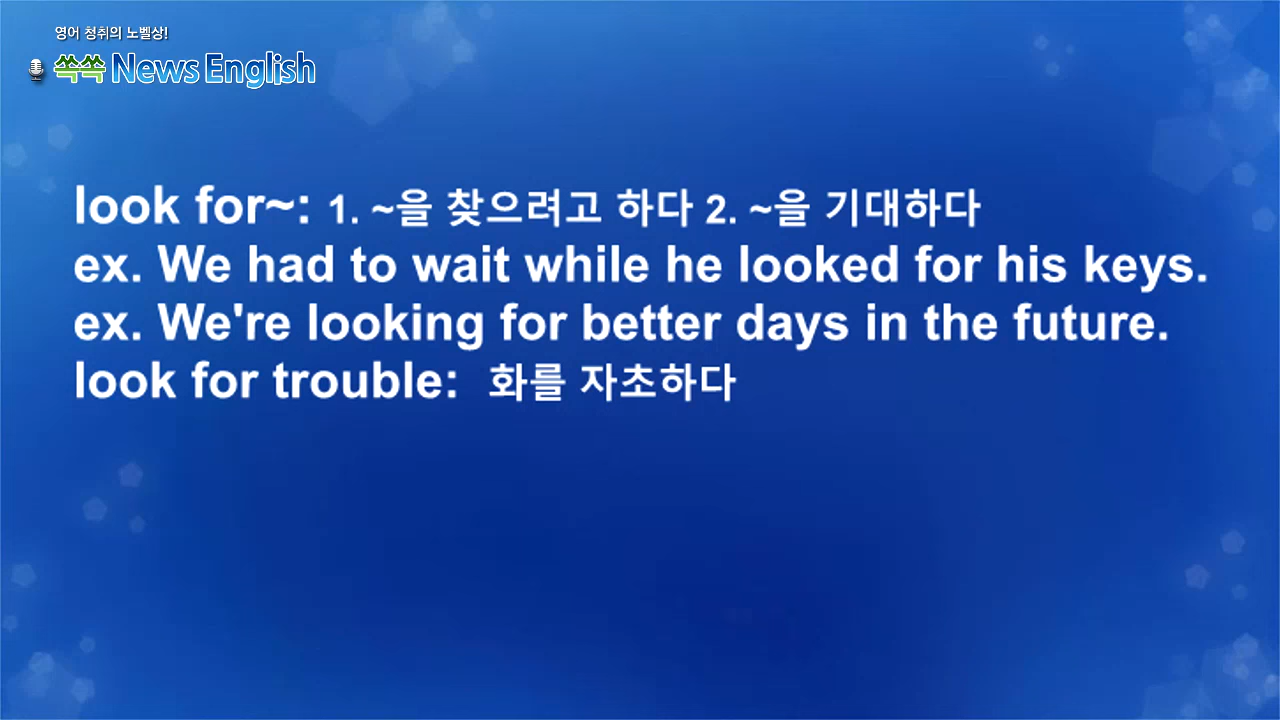 영어 청취의 노벨상!
쏙쏙 News English
look for~: 1. ~을 찾으려고 하다 2. ~을 기대하다
ex. We had to wait while he looked for his keys.
ex. We're looking for better days in the future.
look for trouble: 화를 자초하다